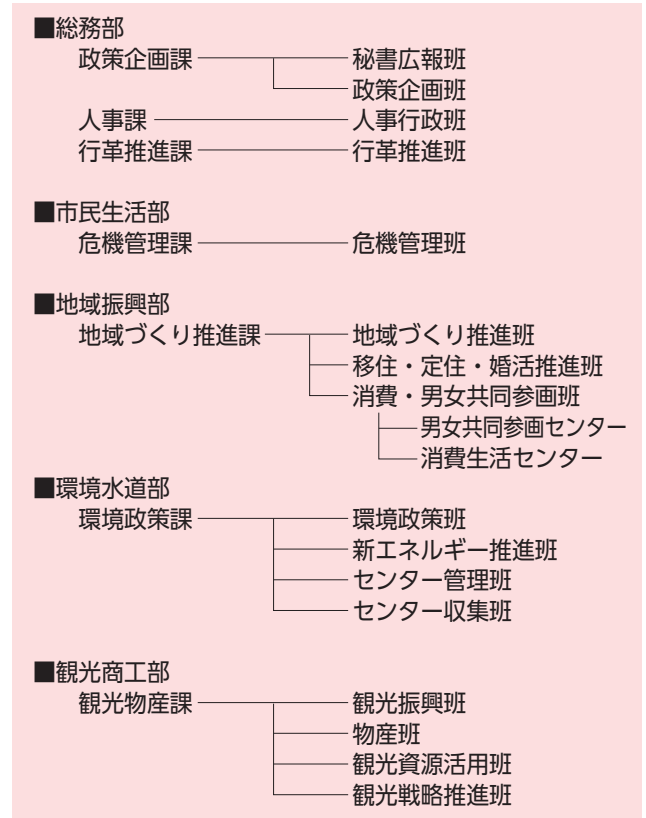 ■総務部
政策企画課 秘書広報班
政策企画班
人事課 人事行政班
行革推進課 行革推進班
■市民生活部
危機管理課 危機管理班
■地域振興部
地域づくり推進課 地域づくり推進班
移住・定住・婚活推進班
消費・男女共同参画班
男女共同参画センター
消費生活センター
■環境水道部
環境政策課 環境政策班
新エネルギー推進班
センター管理班
センター収集班
■観光商工部
観光物産課 観光振興班
物産班
観光資源活用班
観光戦略推進班